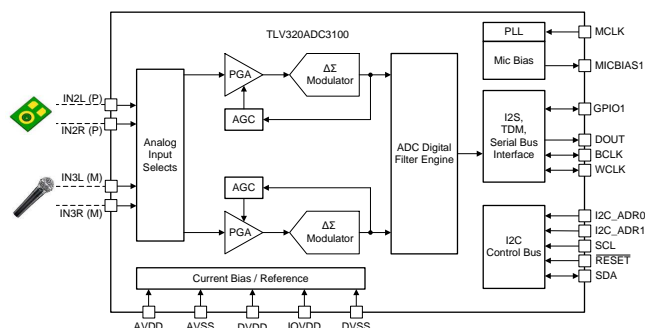 TLV320ADC3100
PLL
MCLK
Mic Bias
MICBIAS1
PGA
ΔΣ
Modulator
AGC
IN2L (P)
IN2R (P)
IN3L (M)
IN3R (M)
Analog
Input
Selects
ADC Digital
Filter Engine
I2S,
TDM,
Serial Bus
Interface
GPIO1
DOUT
BCLK
WCLK
AGC
PGA
ΔΣ
Modulator
I2C
Control Bus
I2C_ADR0
I2C_ADR1
SCL
RESET
SDA
Current Bias / Reference
AVDD
AVSS
DVDD
IOVDD
DVSS